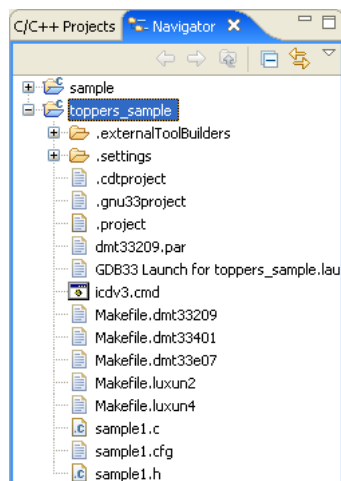 C/C++ Projects Navigator
sample
toppers_sample
.externalToolBuilders
.settings
.cdtproject
.gnu33project
.project
dmt33209.par
GDB33 Launch for toppers_sample.lau
icdv3.cmd
Makefile.dmt33209
Makefile.dmt33401
Makefile.dmt33e07
Makefile.luxun2
Makefile.luxun4
sample1.c
sample1.cfg
sample1.h